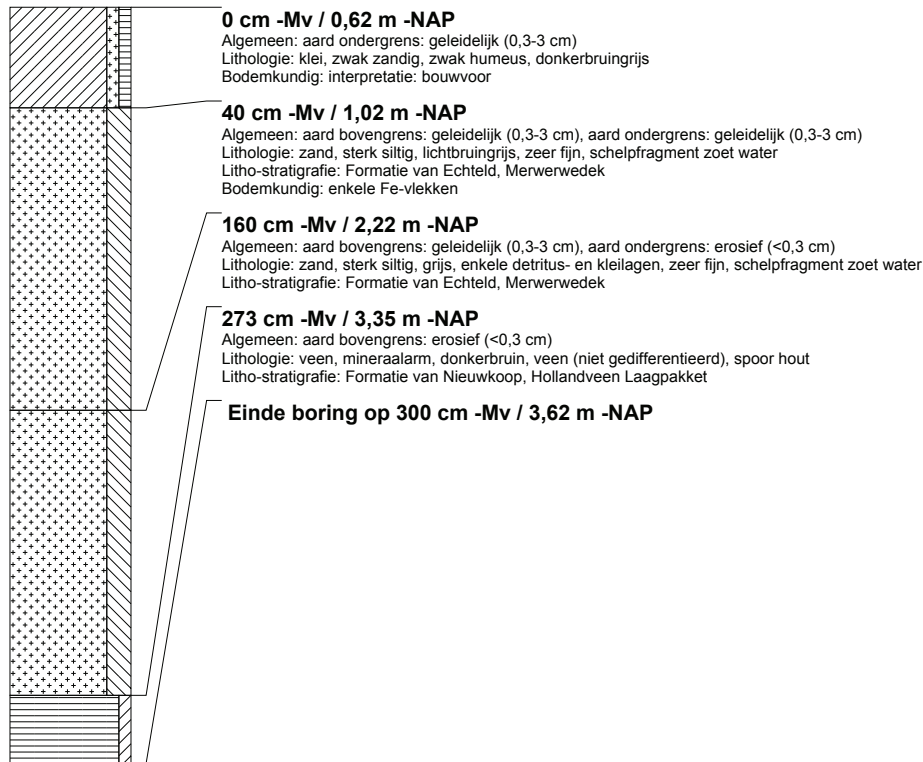 0 cm -Mv / 0,62 m -NAP
Algemeen: aard ondergrens: geleidelijk (0,3-3 cm)
Lithologie: klei, zwak zandig, zwak humeus, donkerbruingrijs
Bodemkundig: interpretatie: bouwvoor
40 cm -Mv / 1,02 m -NAP
Algemeen: aard bovengrens: geleidelijk (0,3-3 cm), aard ondergrens: geleidelijk (0,3-3 cm)
Lithologie: zand, sterk siltig, lichtbruingrijs, zeer fijn, schelpfragment zoet water
Litho-stratigrafie: Formatie van Echteld, Merwerwedek
Bodemkundig: enkele Fe-vlekken
160 cm -Mv / 2,22 m -NAP
Algemeen: aard bovengrens: geleidelijk (0,3-3 cm), aard ondergrens: erosief (<0,3 cm)
Lithologie: zand, sterk siltig, grijs, enkele detritus- en kleilagen, zeer fijn, schelpfragment zoet water
Litho-stratigrafie: Formatie van Echteld, Merwerwedek
273 cm -Mv / 3,35 m -NAP
Algemeen: aard bovengrens: erosief (<0,3 cm)
Lithologie: veen, mineraalarm, donkerbruin, veen (niet gedifferentieerd), spoor hout
Litho-stratigrafie: Formatie van Nieuwkoop, Hollandveen Laagpakket
Einde boring op 300 cm -Mv / 3,62 m -NAP